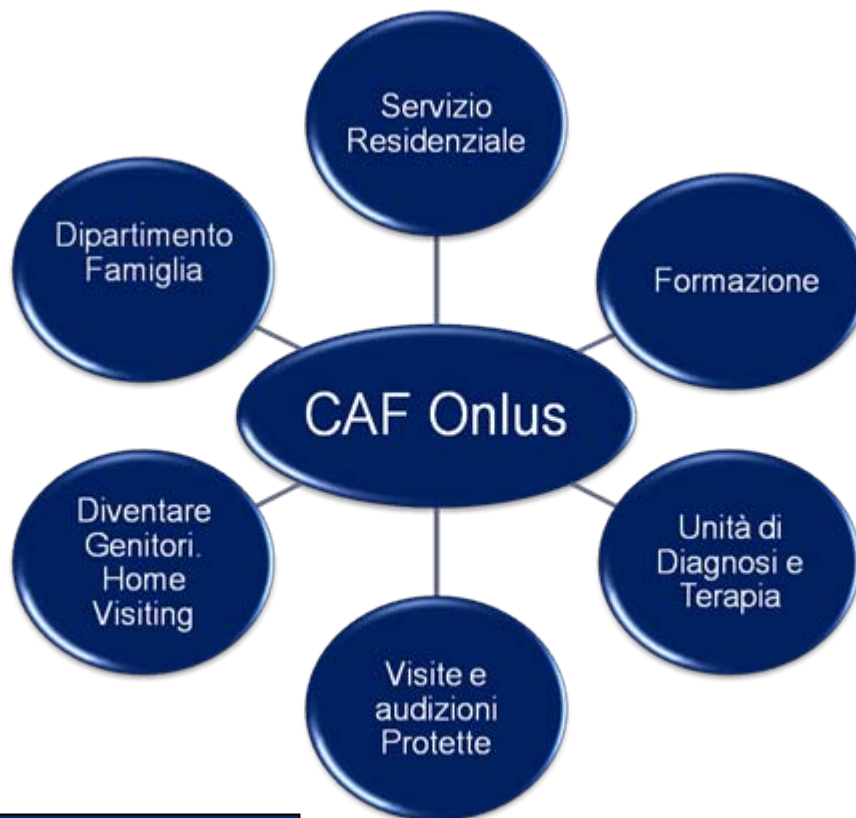 Servizio
Residenziale
Dipartimento
Famiglia
Formazione
CAF Onlus
Diventare
Genitori.
Home
Visiting
Unità di
Diagnosi e
Terapia
Visite e
audizioni
Protette